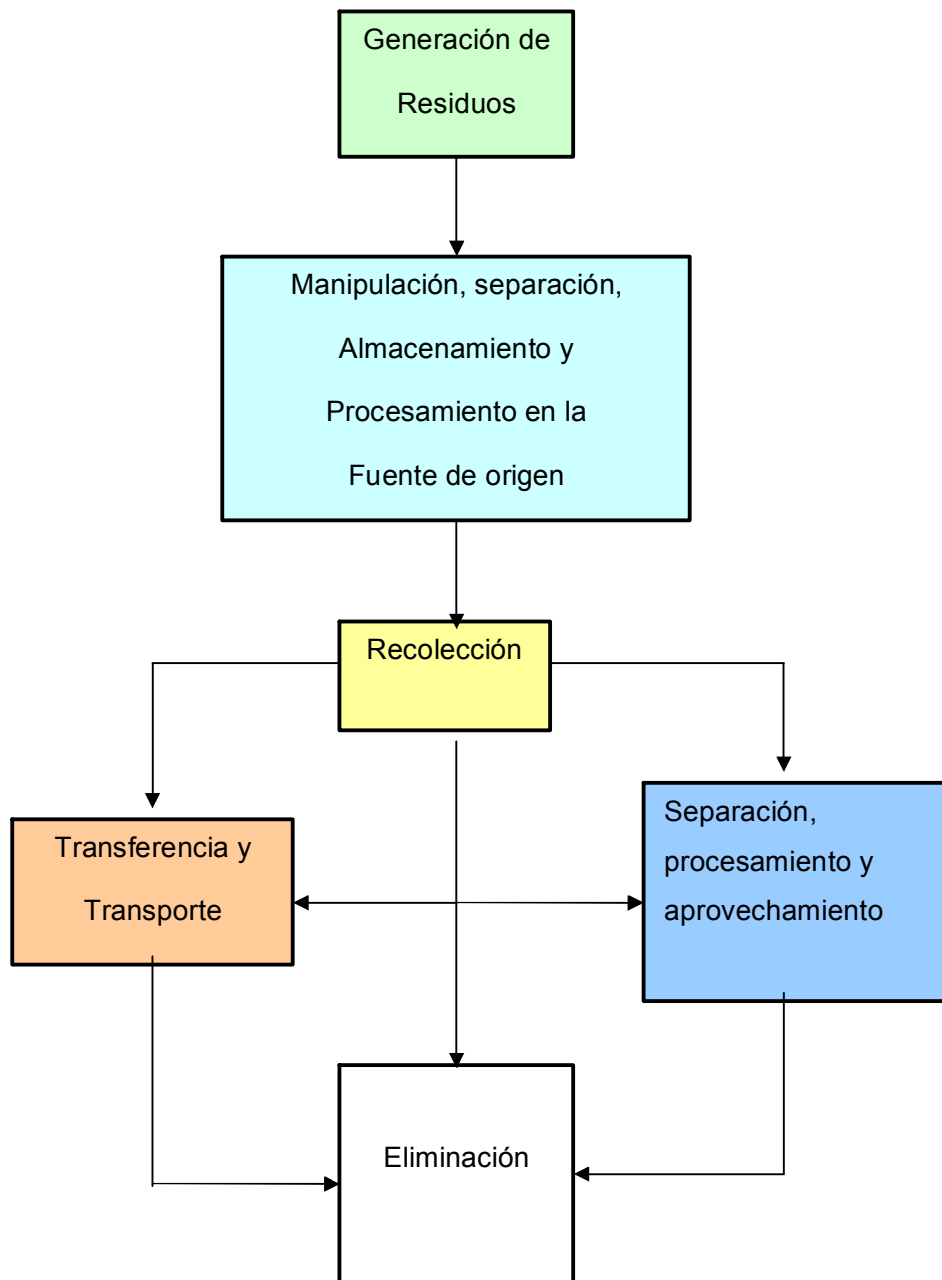 Generación de
Residuos
Manipulación, separación,
Almacenamiento y
Procesamiento en la
Fuente de origen
Recolección
Transferencia y
Transporte
Separación,
procesamiento y
aprovechamiento
Eliminación